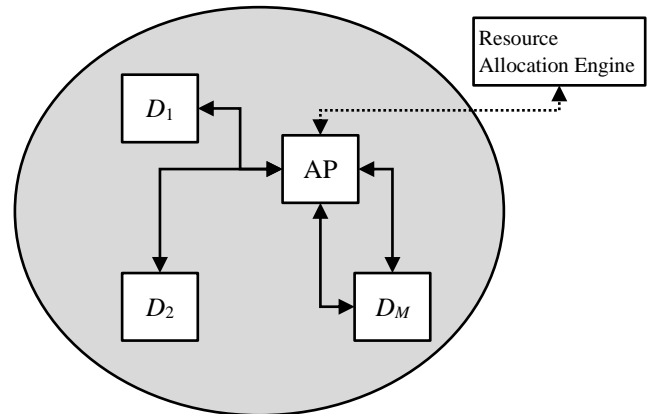 Resource
Allocation Engine
D₁
AP
D₂
Dₘ